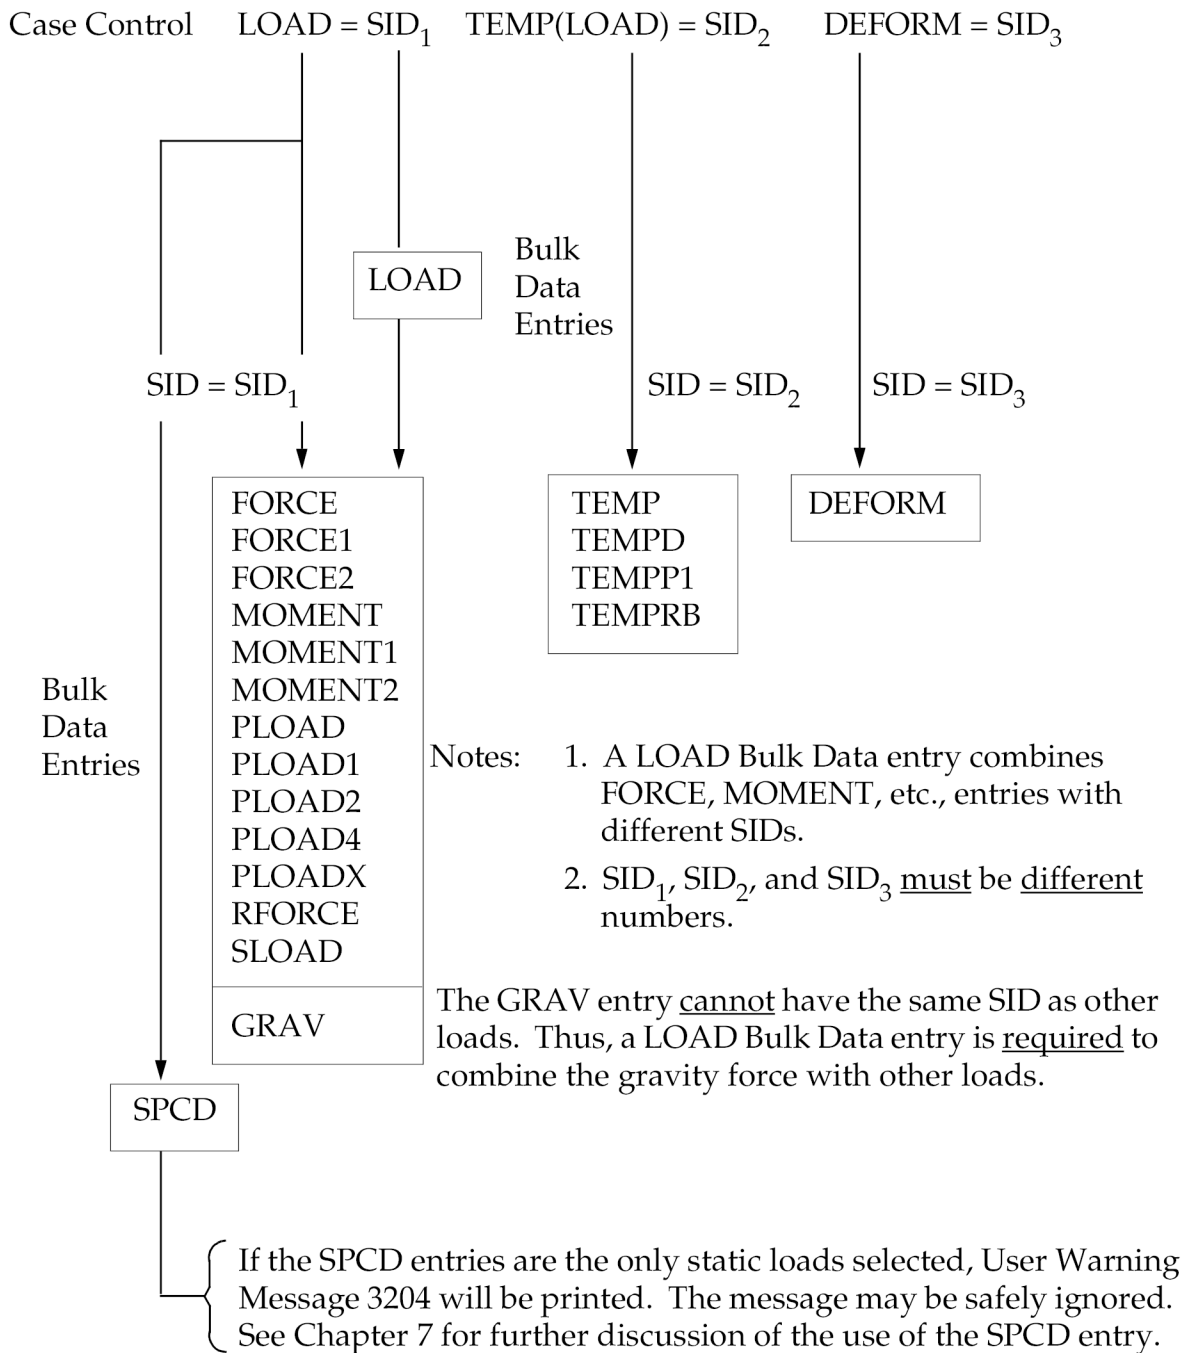 Case Control LOAD = SID1 TEMP(LOAD) = SID2 DEFORM = SID3
Bulk
Data
Entries
LOAD
SID = SID1 SID = SID2 SID = SID3
FORCE
FORCE1
FORCE2
MOMENT
MOMENT1
MOMENT2
PLOAD
PLOAD1
PLOAD2
PLOAD4
PLOADX
RFORCE
SLOAD
GRAV
TEMP
TEMPD
TEMPP1
TEMPRB
DEFORM
Bulk
Data
Entries
Notes: 1. A LOAD Bulk Data entry combines
FORCE, MOMENT, etc., entries with
different SIDs.
2. SID1, SID2, and SID3 must be different
numbers.
The GRAV entry cannot have the same SID as other
loads. Thus, a LOAD Bulk Data entry is required to
combine the gravity force with other loads.
SPCD
If the SPCD entries are the only static loads selected, User Warning
Message 3204 will be printed. The message may be safely ignored.
See Chapter 7 for further discussion of the use of the SPCD entry.